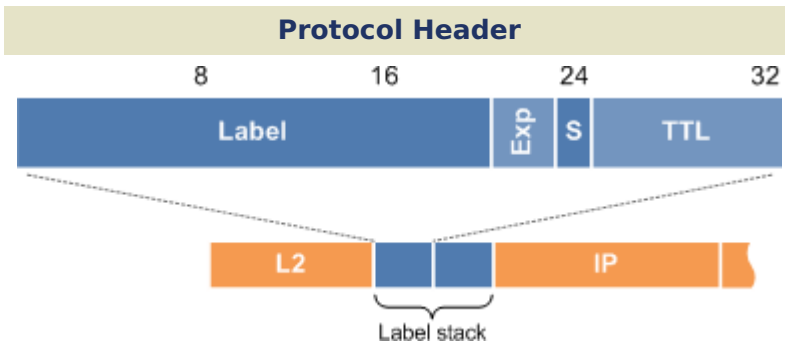 Protocol Header
8 16 24 32
Label Exp S TTL
L2 IP
Label stack